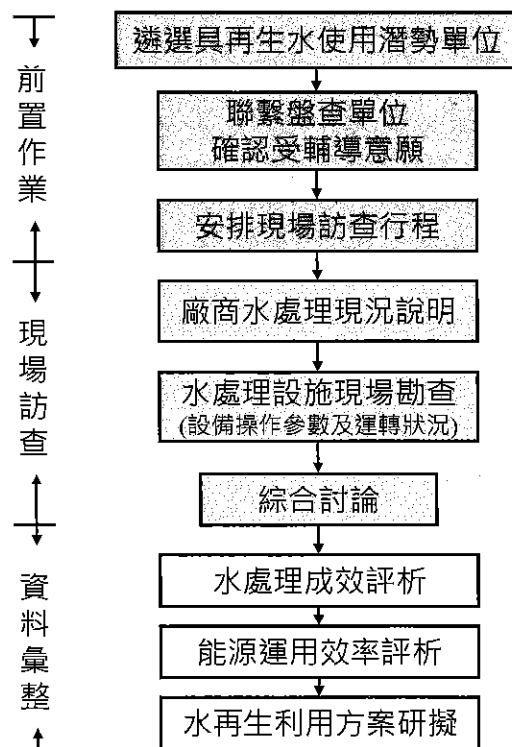 前置作業
遴選具再生水使用潛勢單位
聯繫盤查單位
確認受輔導意願
安排現場訪查行程
現場訪查
廠商水處理現況說明
水處理設施現場勘查
(設備操作參數及運轉狀況)
綜合討論
資料彙整
水處理成效評析
能源運用效率評析
水再生利用方案研擬